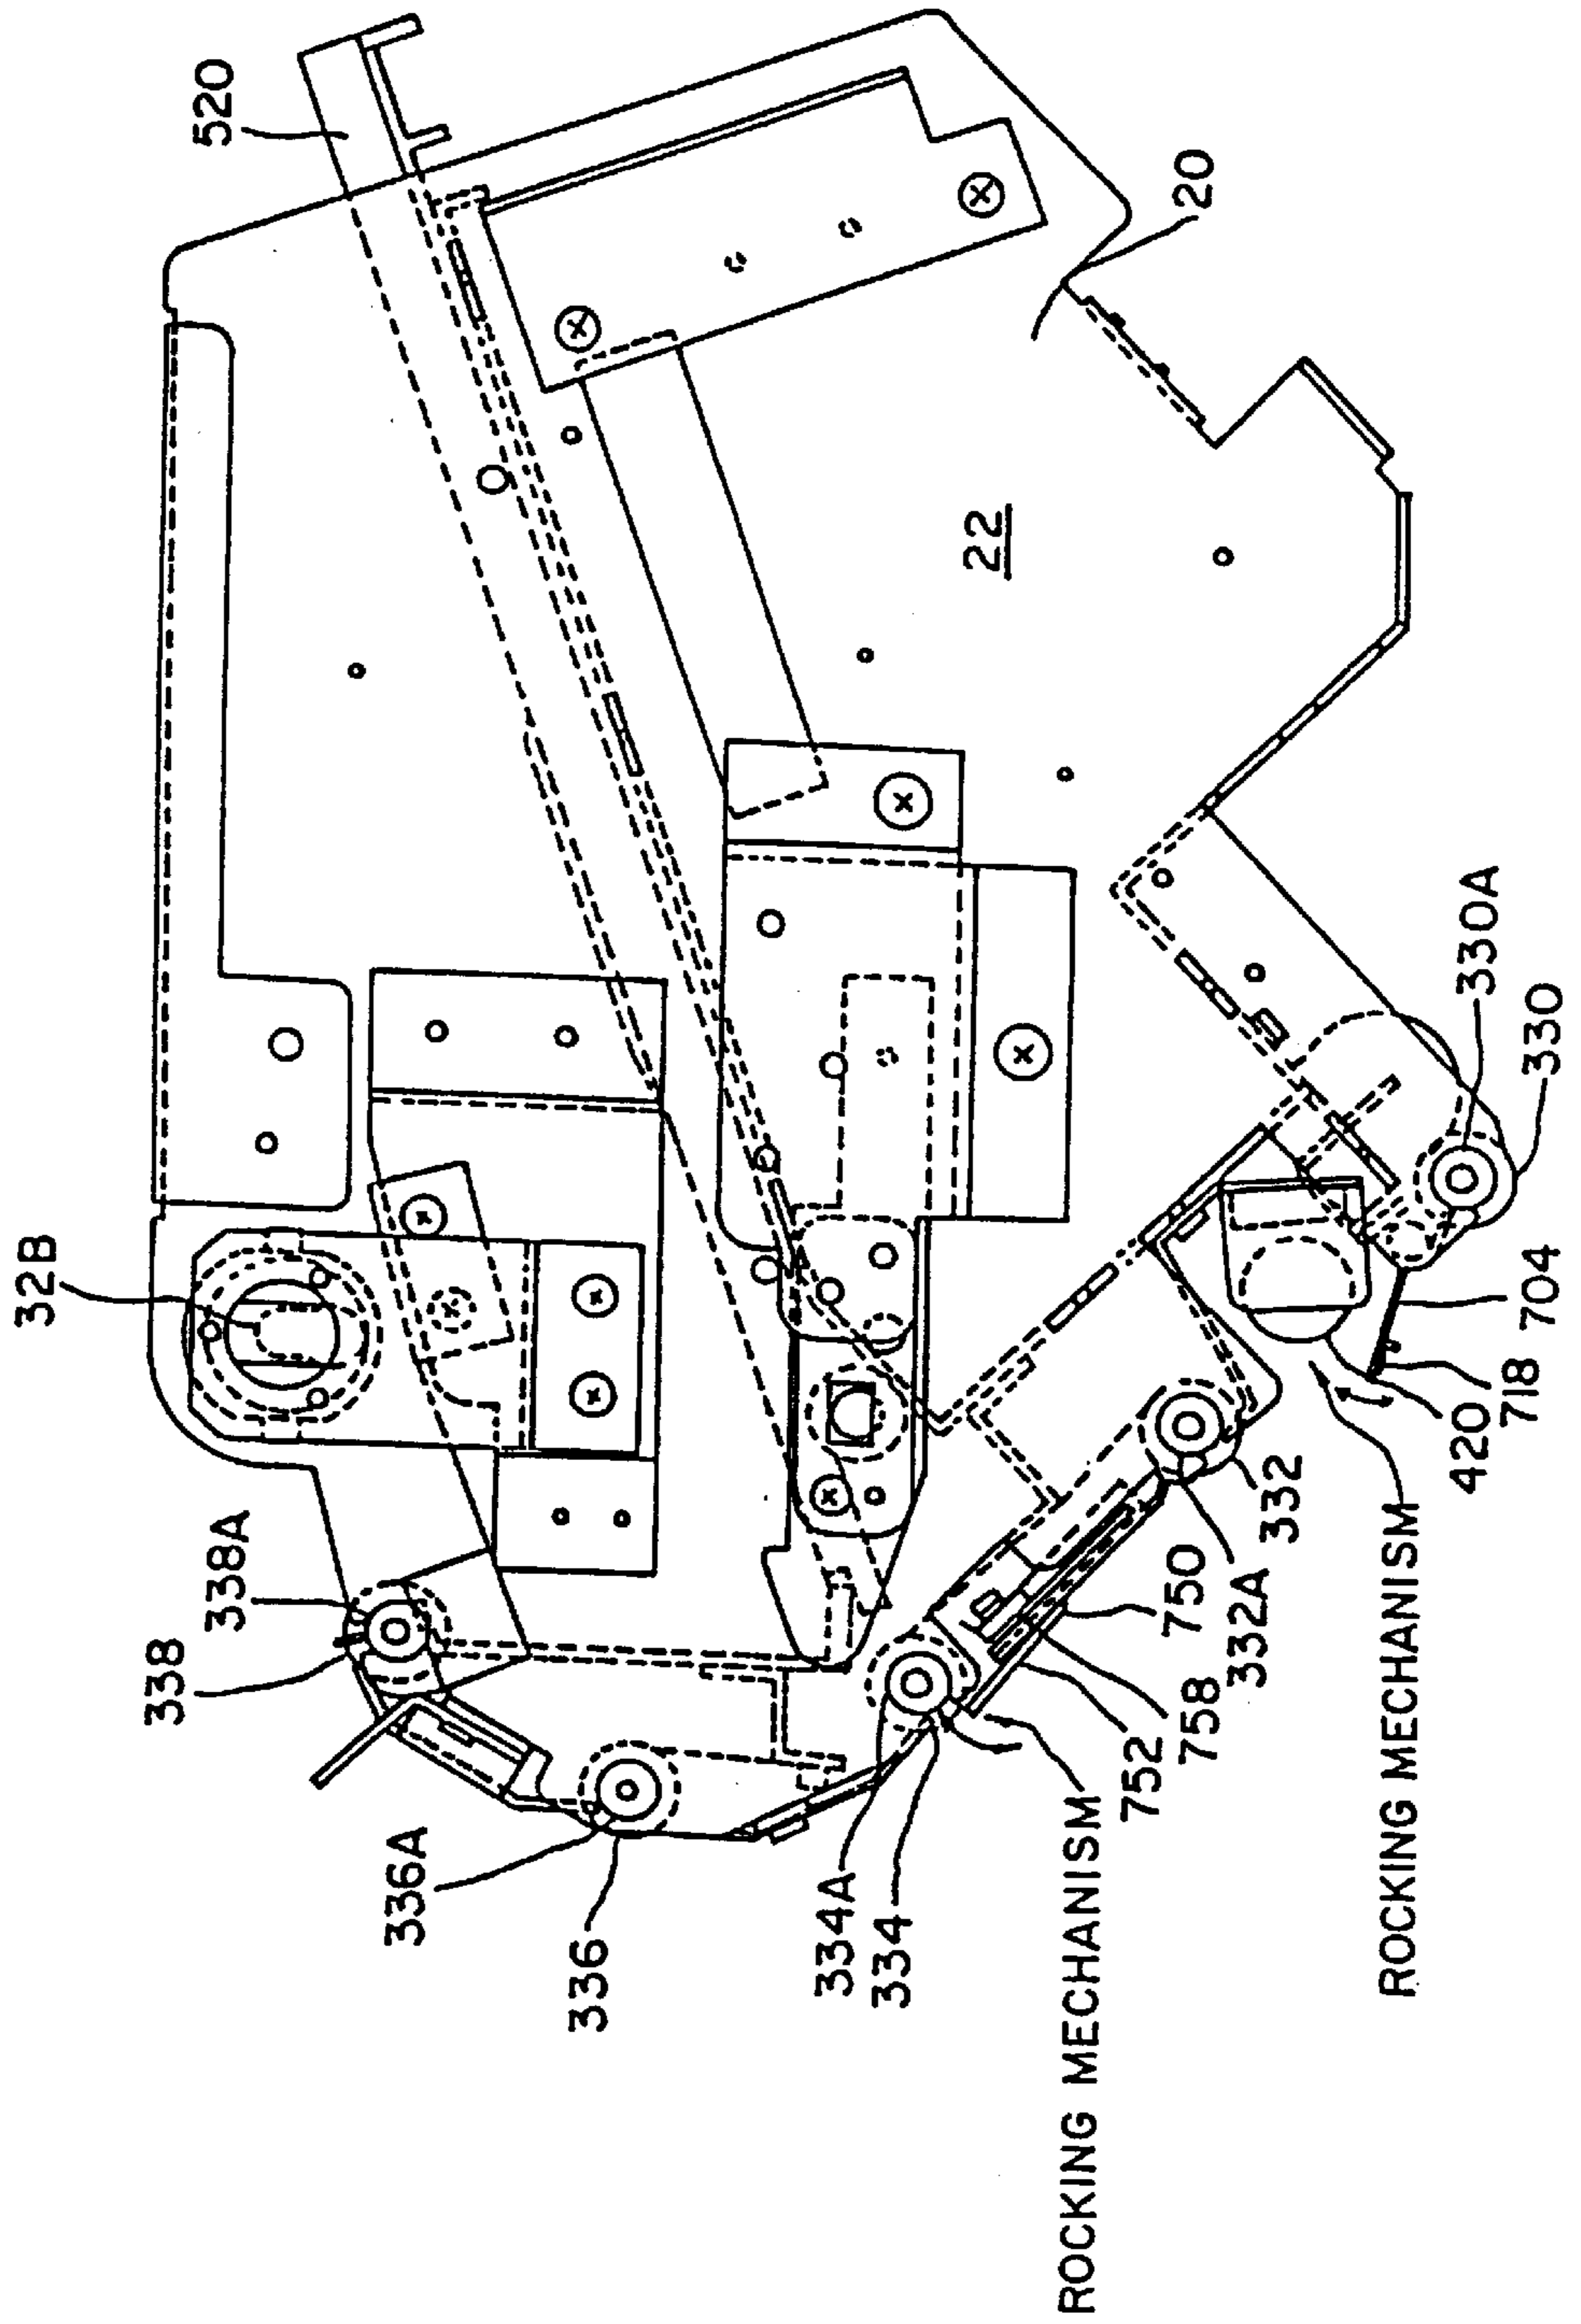 520
20
22
32B
330A
330
704
718
420
ROCKING MECHANISM
332
332A
750
758
752
ROCKING MECHANISM
334
334A
336
336A
338
338A